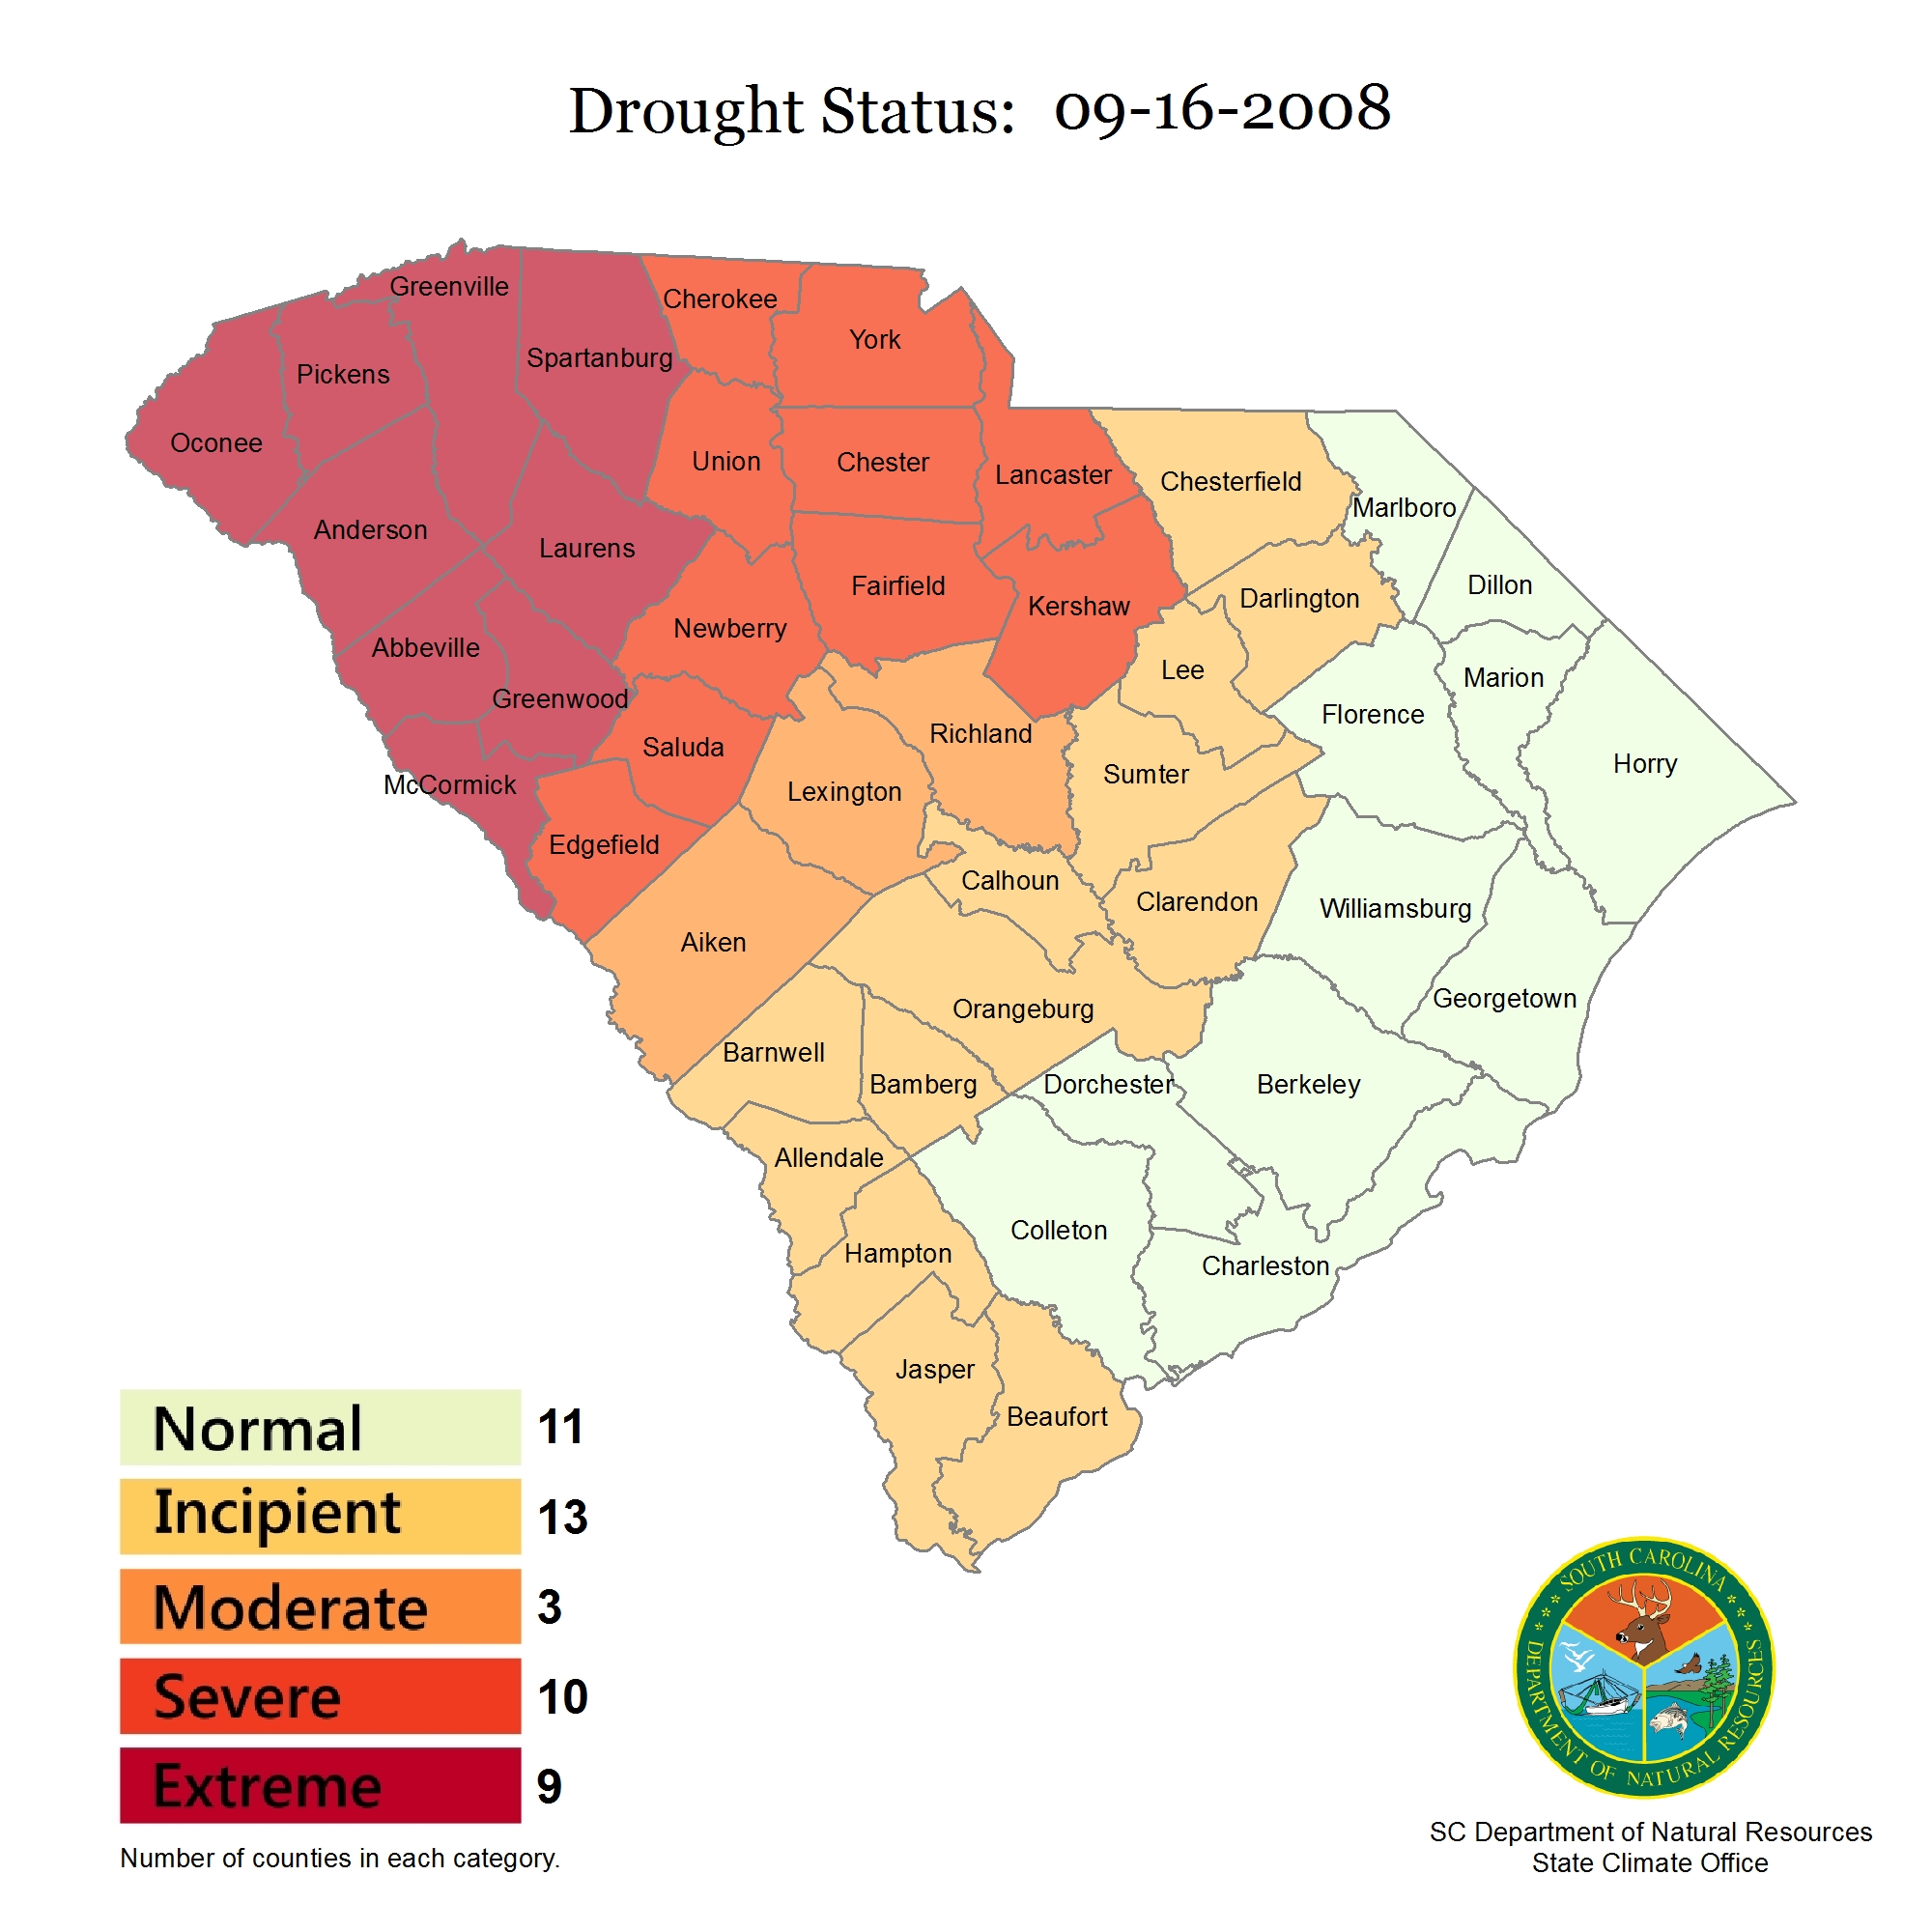 Drought Status: 09-16-2008
Greenville
Cherokee
York
Spartanburg
Pickens
Oconee
Union
Chester
Lancaster
Chesterfield
Marlboro
Anderson
Laurens
Fairfield
Kershaw
Darlington
Dillon
Newberry
Abbeville
Lee
Marion
Greenwood
Florence
Richland
Saluda
Horry
Sumter
McCormick
Lexington
Edgefield
Calhoun
Clarendon
Williamsburg
Aiken
Georgetown
Orangeburg
Barnwell
Bamberg
Dorchester
Berkeley
Allendale
Colleton
Hampton
Charleston
Jasper
Beaufort
Normal 11
Incipient 13
Moderate 3
Severe 10
Extreme 9
Number of counties in each category.
SOUTH CAROLINA
DEPARTMENT OF NATURAL RESOURCES
SC Department of Natural Resources
State Climate Office